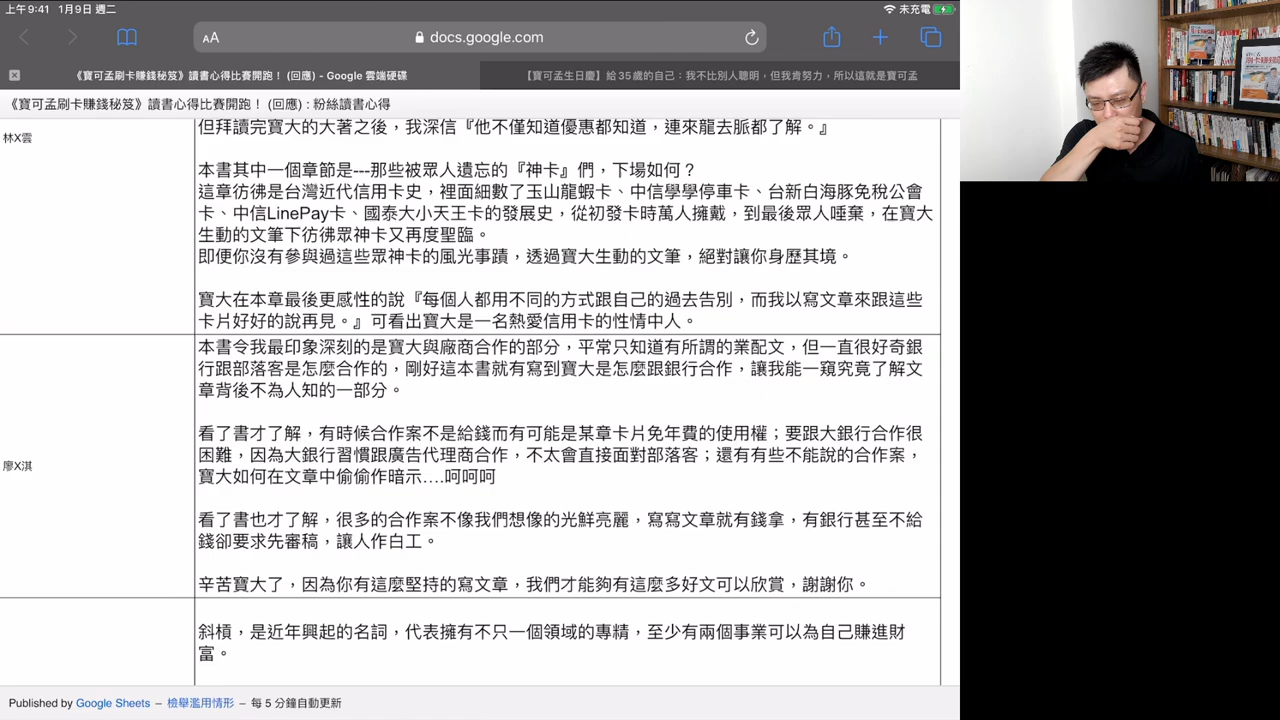 上午9:41 1月9日 週二
未充電
AA
docs.google.com
《寶可孟刷卡賺錢秘笈》讀書心得比賽開跑！ (回應) - Google 雲端硬碟
【寶可孟生日慶】給 35 歲的自己：我不比別人聰明，但我肯努力，所以這就是寶可孟
《寶可孟刷卡賺錢秘笈》讀書心得比賽開跑！ (回應) : 粉絲讀書心得
林X雲
但拜讀完寶大的大著之後，我深信『他不僅知道優惠都知道，連來龍去脈都了解。』
本書其中一個章節是---那些被眾人遺忘的『神卡』們，下場如何？
這章彷彿是台灣近代信用卡史，裡面細數了玉山龍蝦卡、中信學學停車卡、台新白海豚免稅公會
卡、中信LinePay卡、國泰大小天王卡的發展史，從初發卡時萬人擁戴，到最後眾人唾棄，在寶大
生動的文筆下彷彿眾神卡又再度聖臨。
即便你沒有參與過這些眾神卡的風光事蹟，透過寶大生動的文筆，絕對讓你身歷其境。
寶大在本章最後更感性的說『每個人都用不同的方式跟自己的過去告別，而我以寫文章來跟這些
卡片好好的說再見。』可看出寶大是一名熱愛信用卡的性情中人。
廖X淇
本書令我最印象深刻的是寶大與廠商合作的部分，平常只知道有所謂的業配文，但一直很好奇銀
行跟部落客是怎麼合作的，剛好這本書就有寫到寶大是怎麼跟銀行合作，讓我能一窺究竟了解文
章背後不為人知的一部分。
看了書才了解，有時候合作案不是給錢而有可能是某章卡片免年費的使用權；要跟大銀行合作很
困難，因為大銀行習慣跟廣告代理商合作，不太會直接面對部落客；還有有些不能說的合作案，
寶大如何在文章中偷偷作暗示....呵呵呵
看了書也才了解，很多的合作案不像我們想像的光鮮亮麗，寫寫文章就有錢拿，有銀行甚至不給
錢卻要求先審稿，讓人作白工。
辛苦寶大了，因為你有這麼堅持的寫文章，我們才能夠有這麼多好文可以欣賞，謝謝你。
斜槓，是近年興起的名詞，代表擁有不只一個領域的專精，至少有兩個事業可以為自己賺進財
富。
Published by Google Sheets – 檢舉濫用情形 – 每 5 分鐘自動更新